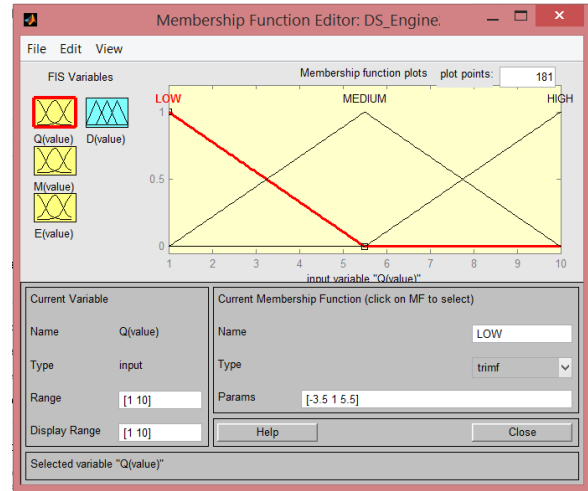 Membership Function Editor: DS_Engine.
File Edit View
FIS Variables
Membership function plots plot points: 181
LOW MEDIUM HIGH
1
0.5
0
Q(value) D(value)
M(value)
E(value)
1 2 3 4 5 6 7 8 9 10
input variable "Q(value)"
Current Variable
Name Q(value)
Type input
Range [1 10]
Display Range [1 10]
Current Membership Function (click on MF to select)
Name LOW
Type trimf
Params [-3.5 1 5.5]
Help Close
Selected variable "Q(value)"